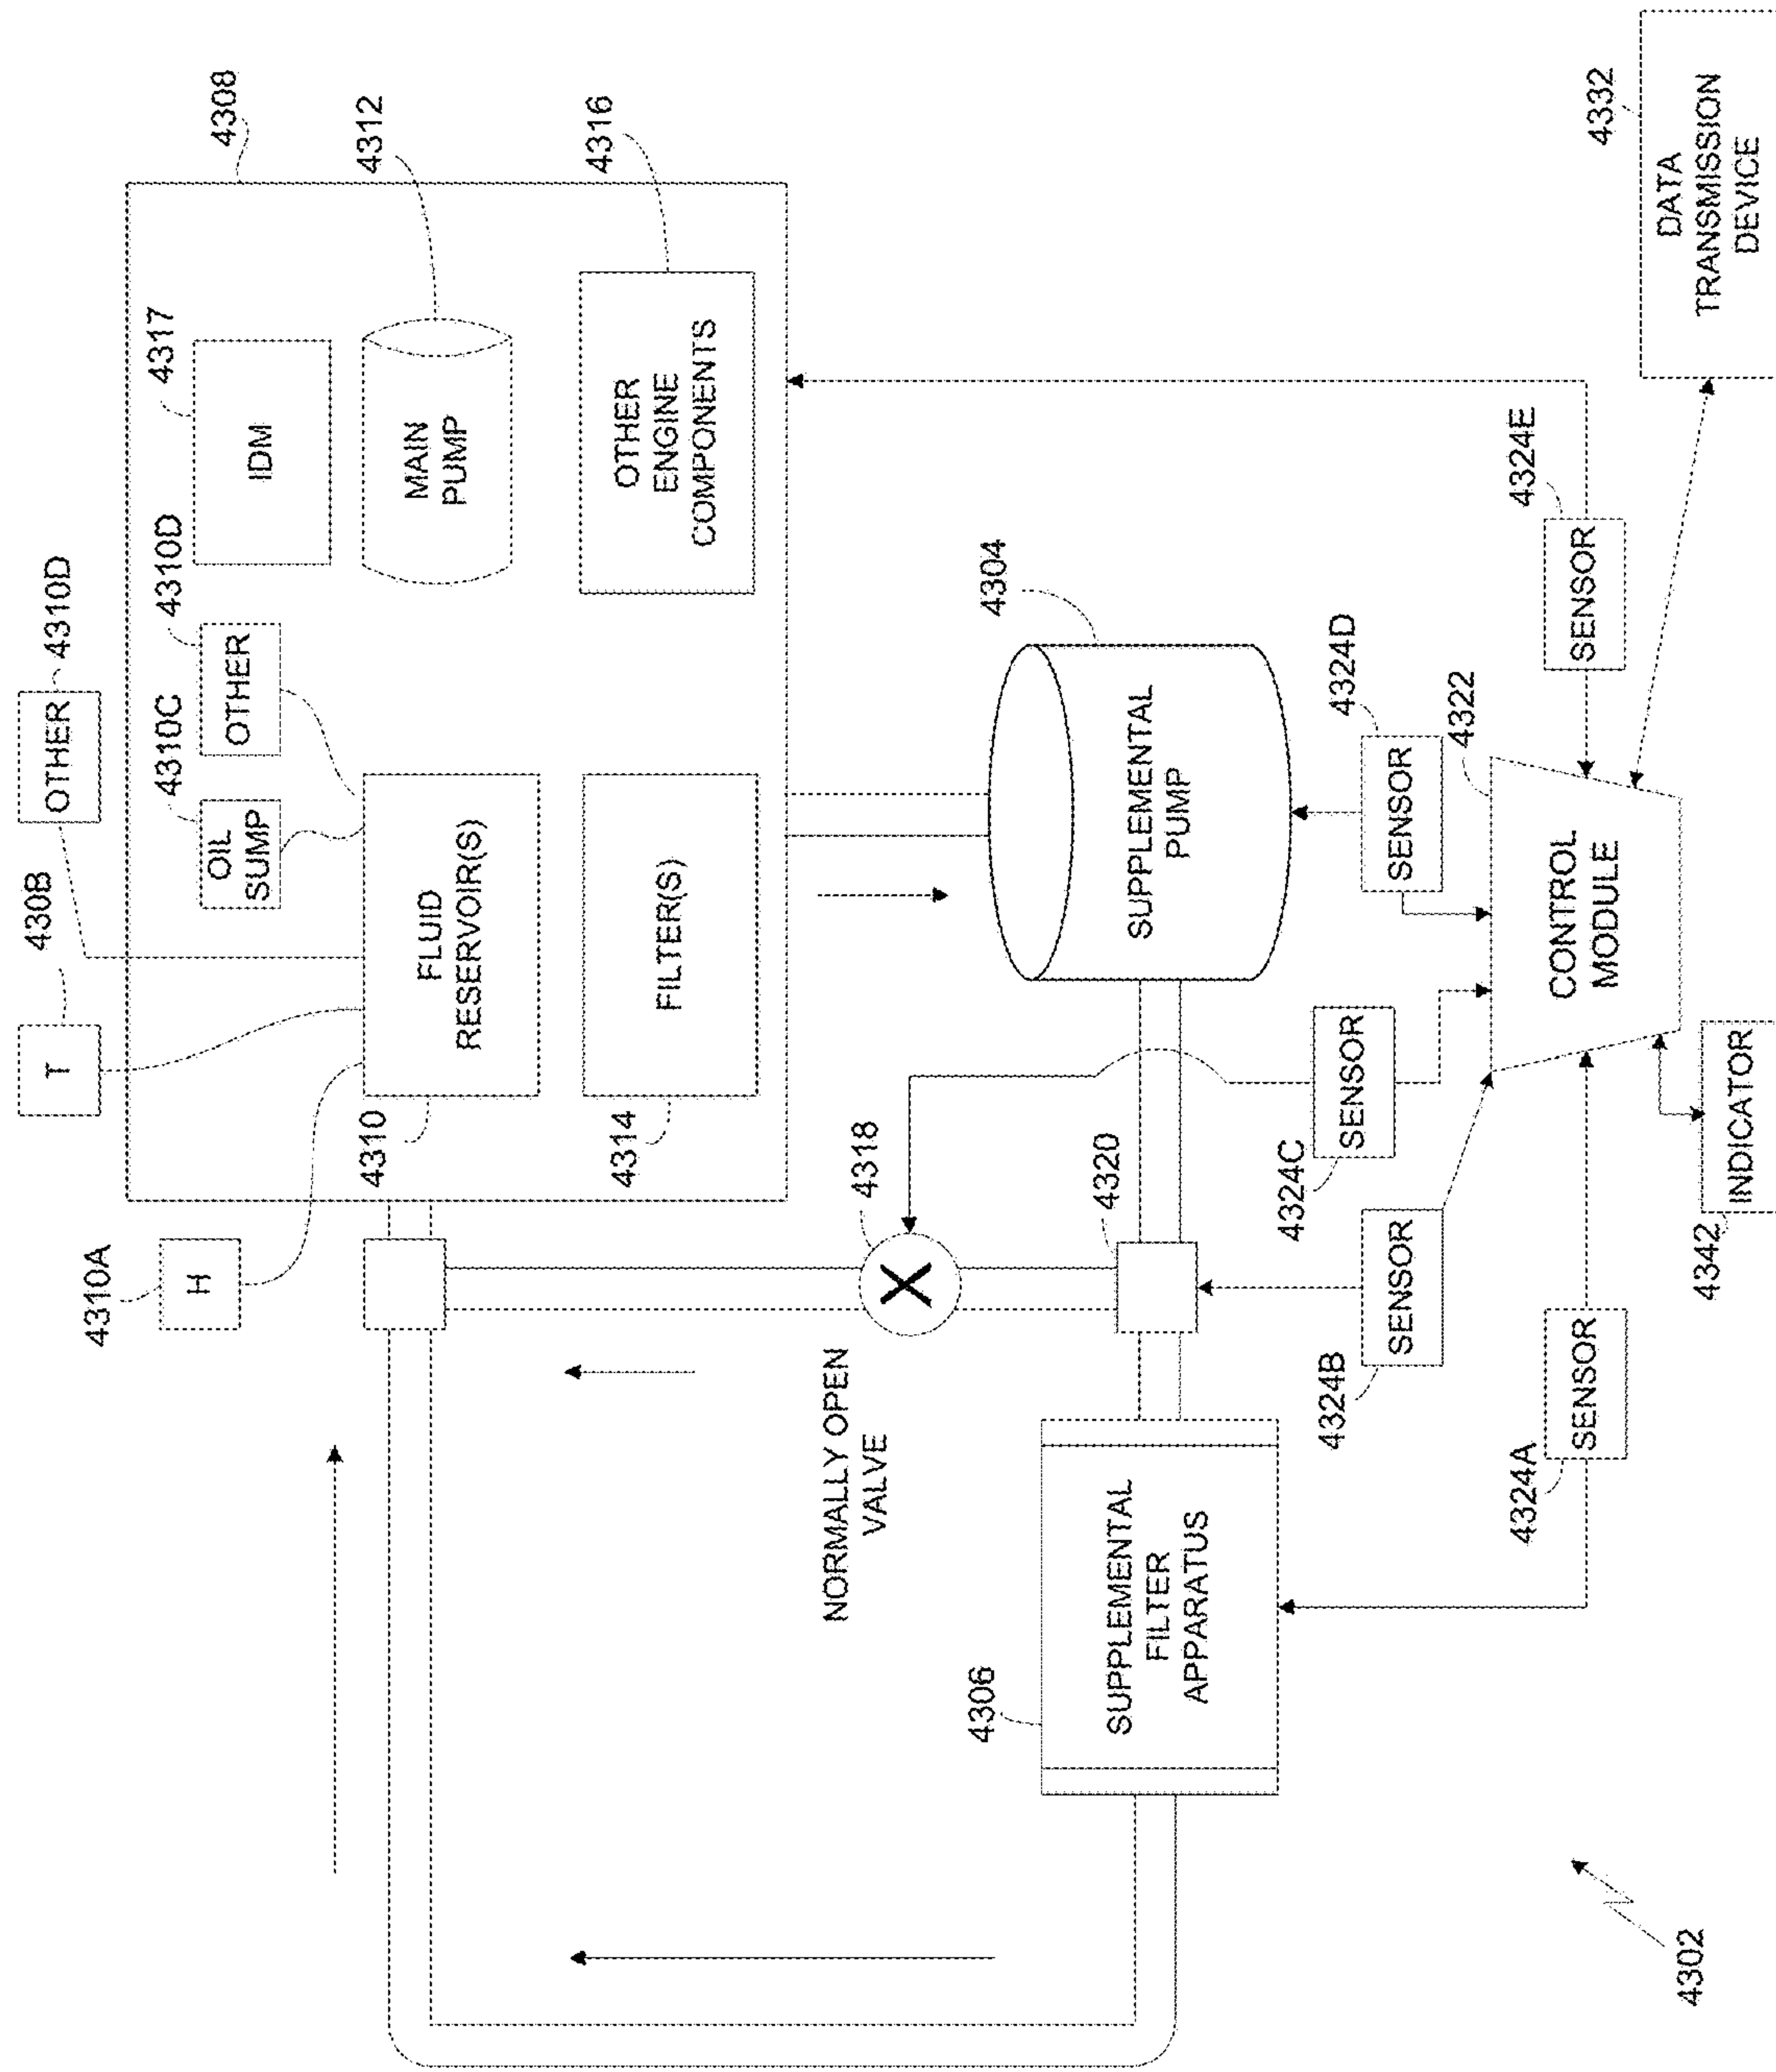 4308
4312
4316
4317
IDM
MAIN
PUMP
OTHER
ENGINE
COMPONENTS
4310D
OTHER
4310D
OTHER
4310C
OIL
SUMP
430B
T
4310A
H
FLUID
RESERVOIR(S)
4310
FILTER(S)
4314
4318
NORMALLY OPEN
VALVE
4320
4304
SUPPLEMENTAL
PUMP
4306
SUPPLEMENTAL
FILTER
APPARATUS
4324A
SENSOR
4324B
SENSOR
4324C
SENSOR
4324D
SENSOR
4324E
SENSOR
4322
CONTROL
MODULE
4342
INDICATOR
4332
DATA
TRANSMISSION
DEVICE
4302